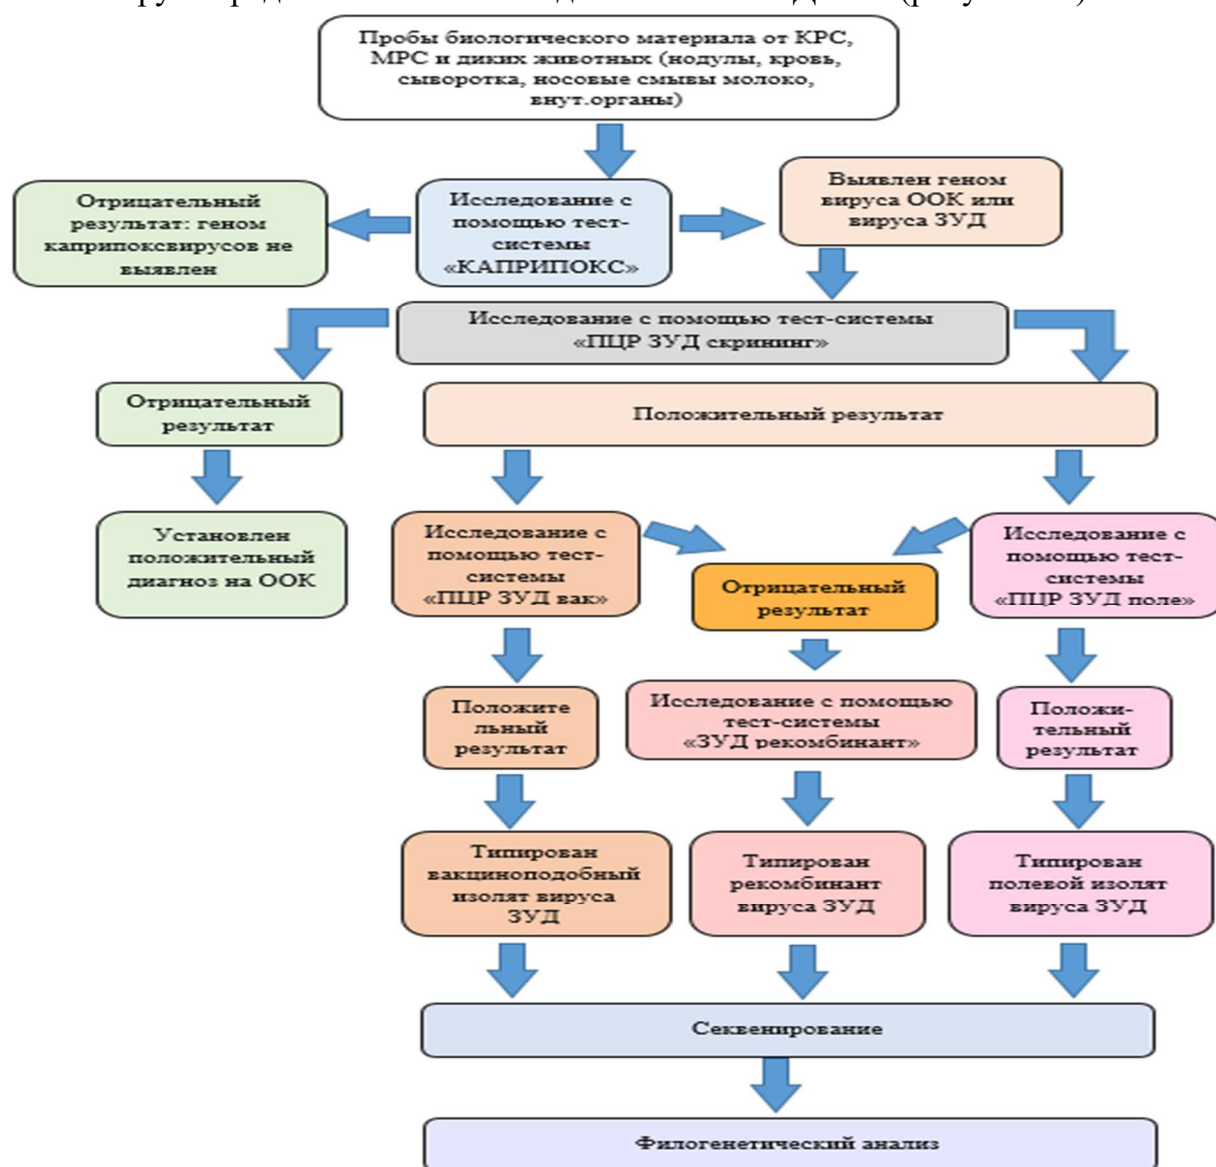 Пробы биологического материала от КРС,
МРС и диких животных (нодулы, кровь,
сыворотка, носовые смывы молоко,
внут.органы)
Отрицательный
результат: геном
каприпоксвирусов не
выявлен
Исследование с
помощью тест-
системы
«КАПРИПОКС»
Выявлен геном
вируса ООК или
вируса ЗУД
Исследование с помощью тест-системы
«ПЦР ЗУД скрининг»
Отрицательный
результат
Положительный результат
Установлен
положительный
диагноз на ООК
Исследование с
помощью тест-
системы
«ПЦР ЗУД вак»
Отрицательный
результат
Исследование с
помощью тест-
системы
«ПЦР ЗУД поле»
Положите
льный
результат
Исследование с помощью
тест-системы
«ЗУД рекомбинант»
Положи-
тельный
результат
Типирован
вакциноподобный
изолят вируса
ЗУД
Типирован
рекомбинант
вируса ЗУД
Типирован
полевой изолят
вируса ЗУД
Секвенирование
Филогенетический анализ